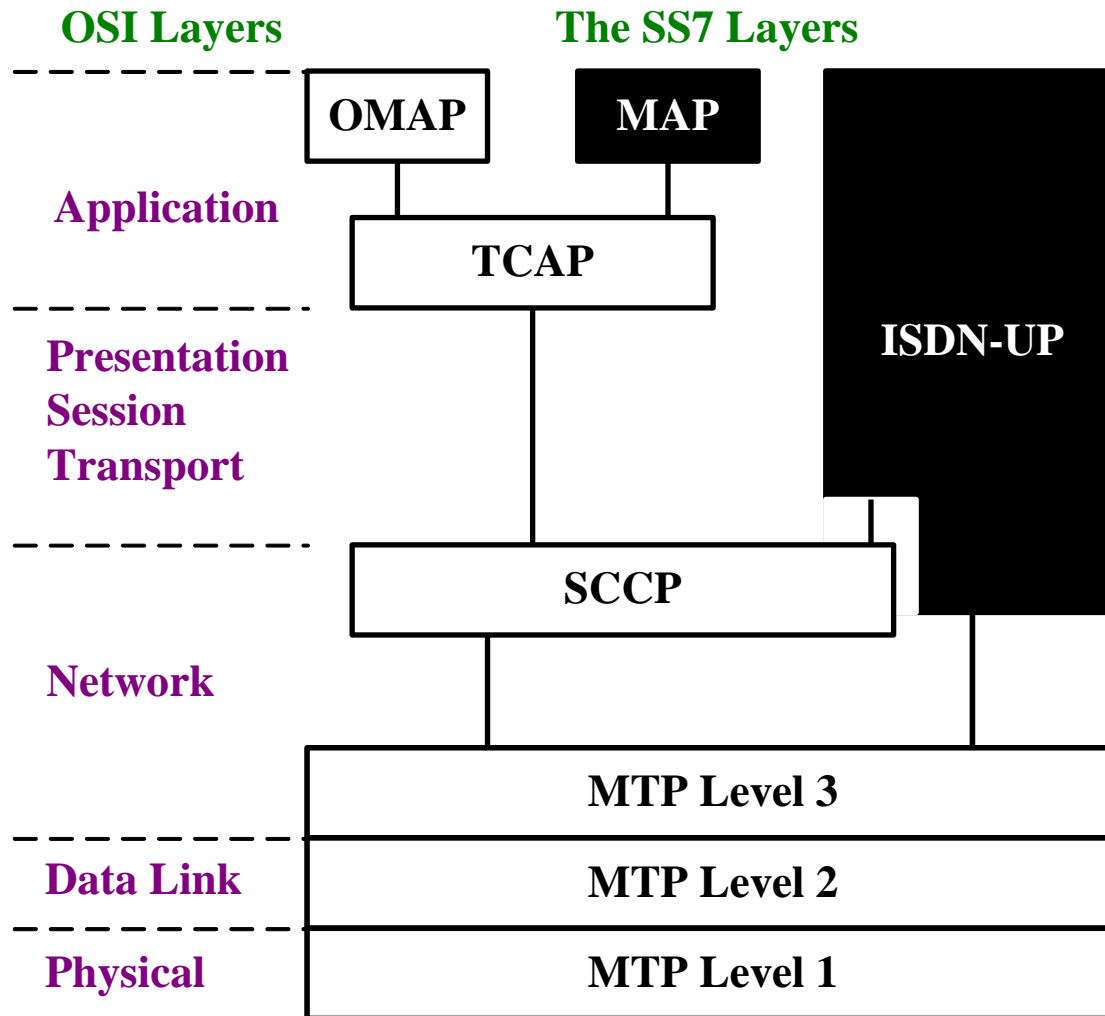 OSI Layers
The SS7 Layers
OMAP
MAP
Application
TCAP
Presentation
Session
Transport
ISDN-UP
SCCP
Network
MTP Level 3
Data Link
MTP Level 2
Physical
MTP Level 1